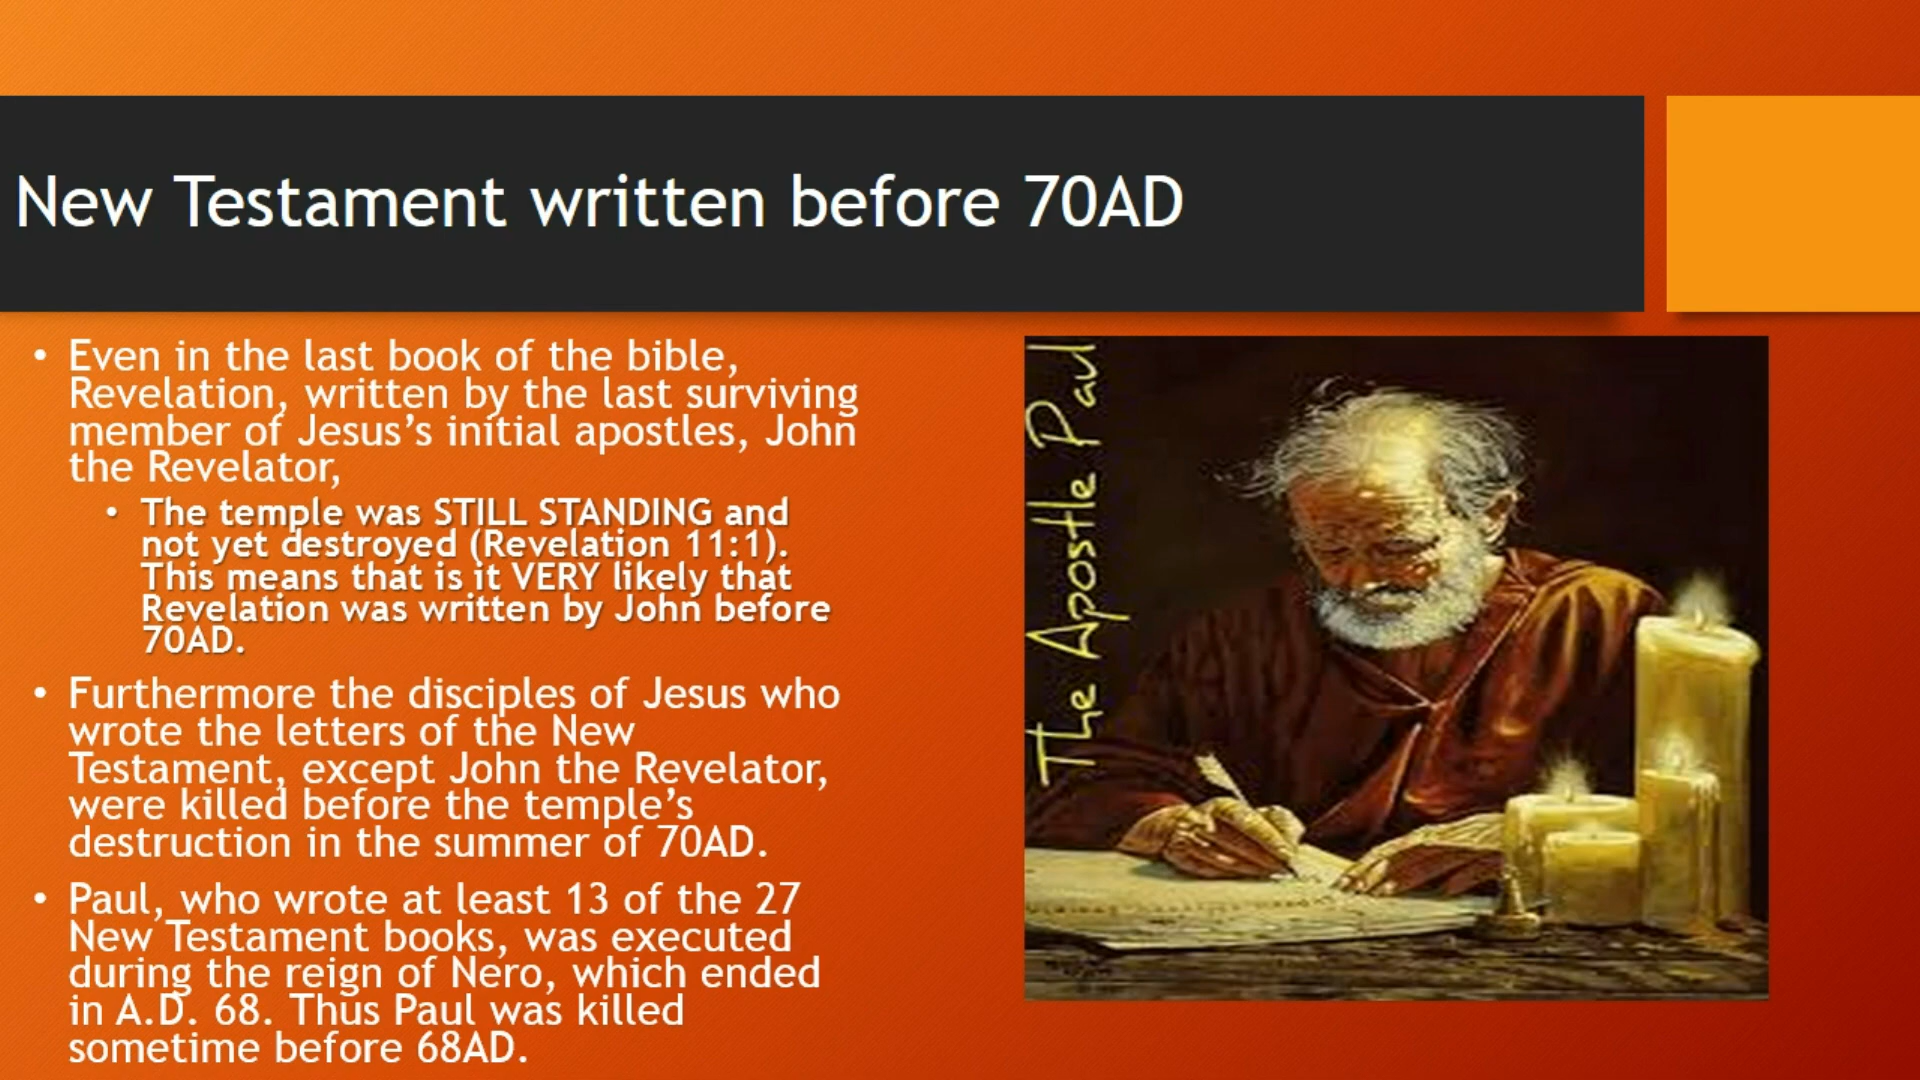 New Testament written before 70AD
• Even in the last book of the bible,
Revelation, written by the last surviving
member of Jesus’s initial apostles, John
the Revelator,
• The temple was STILL STANDING and
not yet destroyed (Revelation 11:1).
This means that is it VERY likely that
Revelation was written by John before
70AD.
• Furthermore the disciples of Jesus who
wrote the letters of the New
Testament, except John the Revelator,
were killed before the temple’s
destruction in the summer of 70AD.
• Paul, who wrote at least 13 of the 27
New Testament books, was executed
during the reign of Nero, which ended
in A.D. 68. Thus Paul was killed
sometime before 68AD.
The Apostle Paul